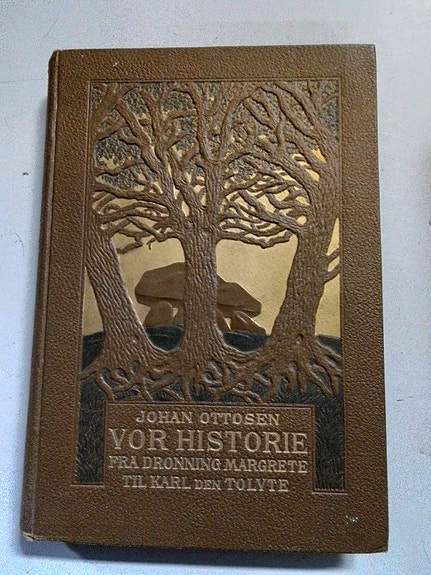 JOHAN OTTOSEN
VOR HISTORIE
FRA DRONNING MARGRETE
TIL KARL DEN TOLVTE